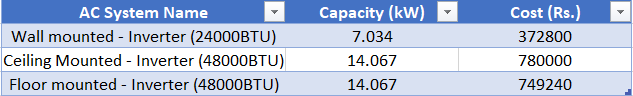 AC System Name Capacity (kW) Cost (Rs.)
Wall mounted - Inverter (24000BTU) 7.034 372800
Ceiling Mounted - Inverter (48000BTU) 14.067 780000
Floor mounted - Inverter (48000BTU) 14.067 749240